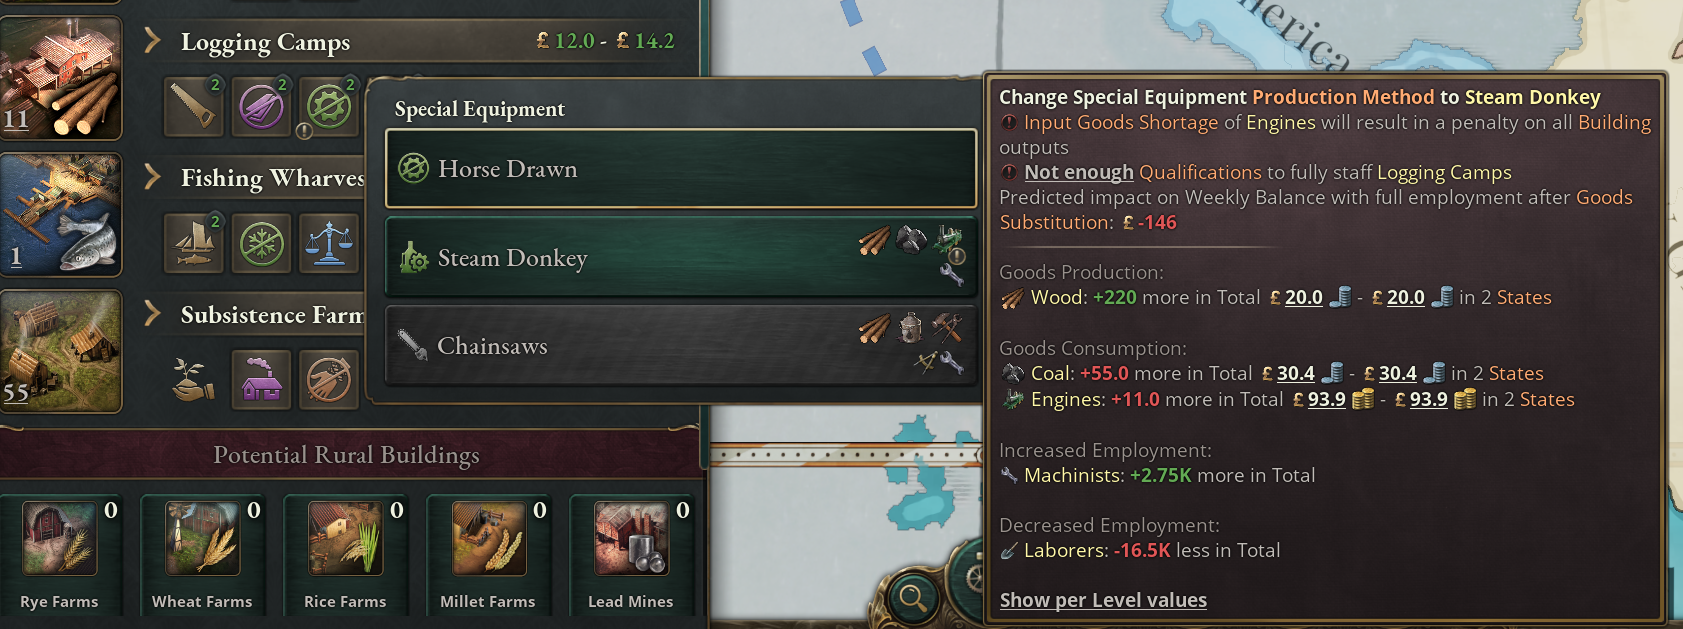 Logging Camps
£ 12.0 - £ 14.2
11
2
2
2
Fishing Wharves
1
2
Subsistence Farm
55
Potential Rural Buildings
0
0
0
0
0
Rye Farms
Wheat Farms
Rice Farms
Millet Farms
Lead Mines
Special Equipment
Horse Drawn
Steam Donkey
Chainsaws
merica
Change Special Equipment Production Method to Steam Donkey
Input Goods Shortage of Engines will result in a penalty on all Building
outputs
Not enough Qualifications to fully staff Logging Camps
Predicted impact on Weekly Balance with full employment after Goods
Substitution: £ -146
Goods Production:
Wood: +220 more in Total £ 20.0 - £ 20.0 in 2 States
Goods Consumption:
Coal: +55.0 more in Total £ 30.4 - £ 30.4 in 2 States
Engines: +11.0 more in Total £ 93.9 - £ 93.9 in 2 States
Increased Employment:
Machinists: +2.75K more in Total
Decreased Employment:
Laborers: -16.5K less in Total
Show per Level values